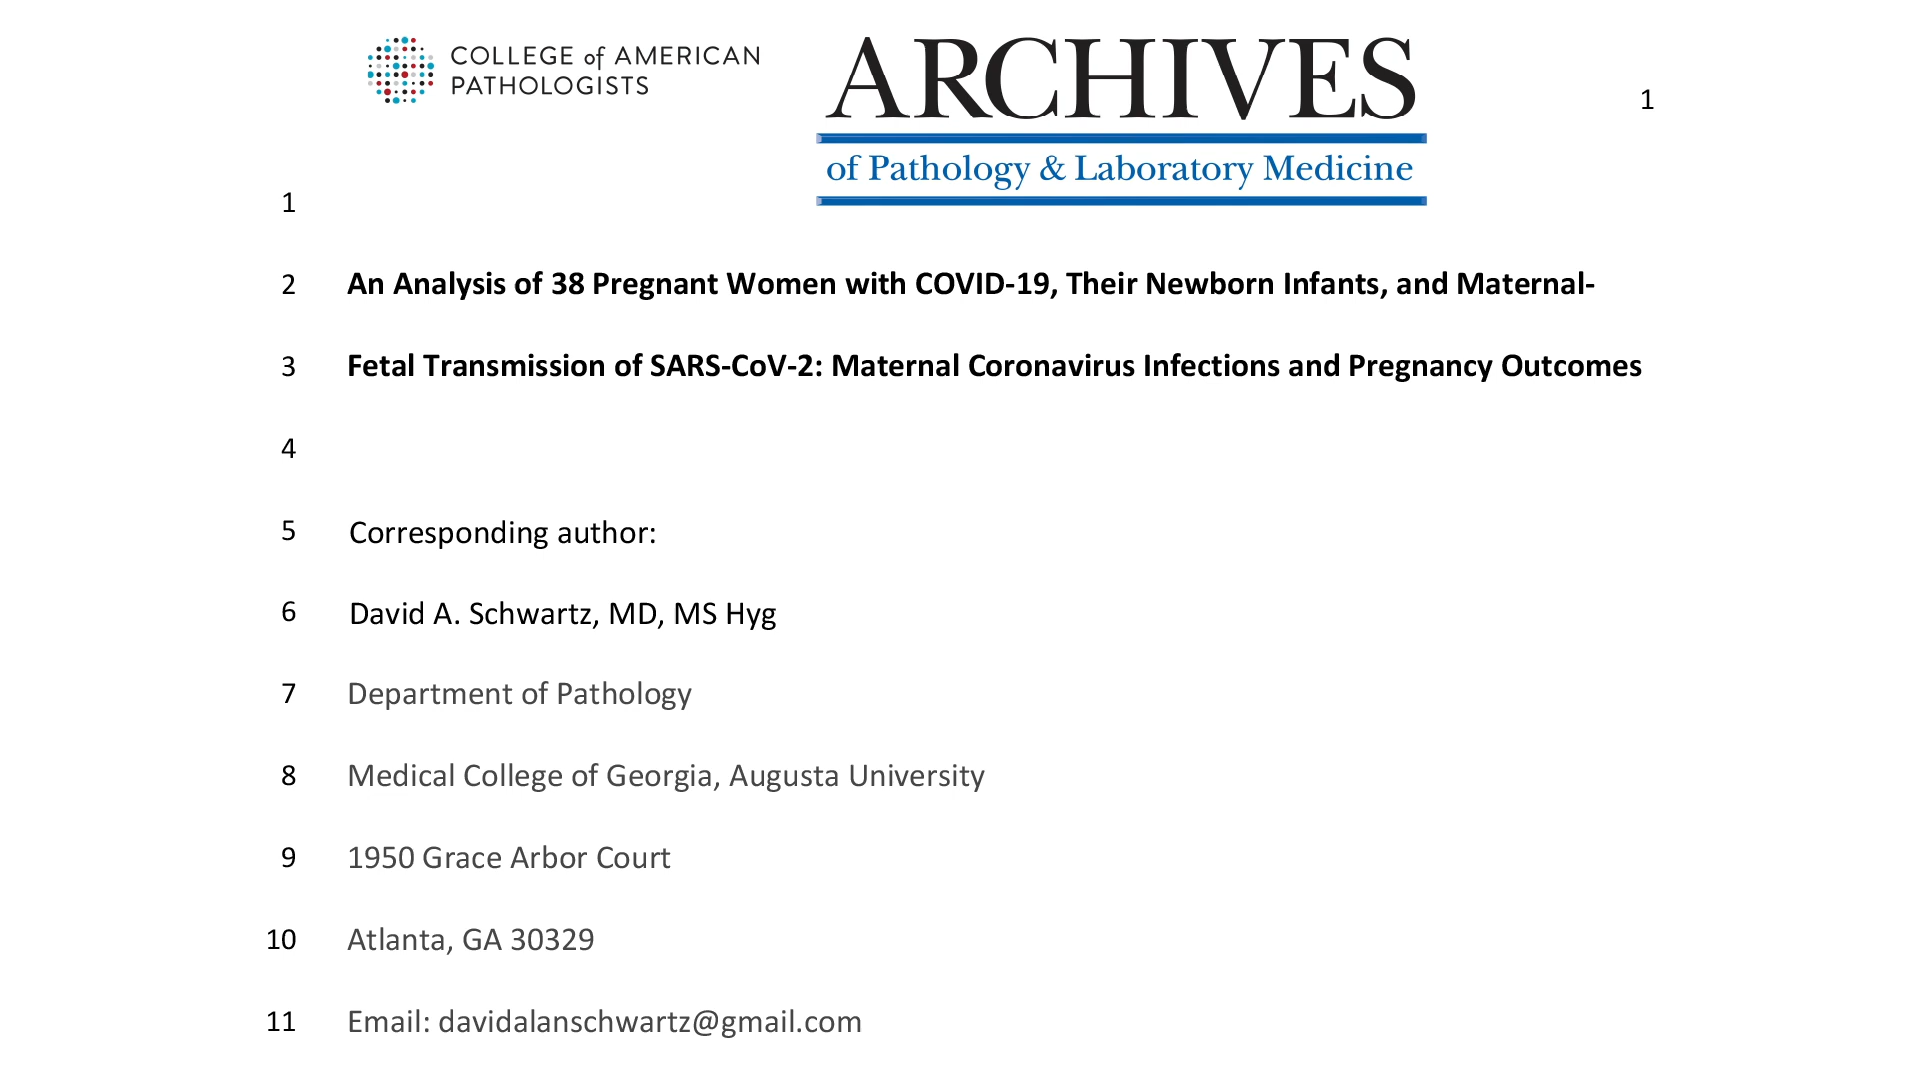 COLLEGE of AMERICAN
PATHOLOGISTS
ARCHIVES
of Pathology & Laboratory Medicine
1
1
2 An Analysis of 38 Pregnant Women with COVID-19, Their Newborn Infants, and Maternal-
3 Fetal Transmission of SARS-CoV-2: Maternal Coronavirus Infections and Pregnancy Outcomes
4
5 Corresponding author:
6 David A. Schwartz, MD, MS Hyg
7 Department of Pathology
8 Medical College of Georgia, Augusta University
9 1950 Grace Arbor Court
10 Atlanta, GA 30329
11 Email: davidalanschwartz@gmail.com